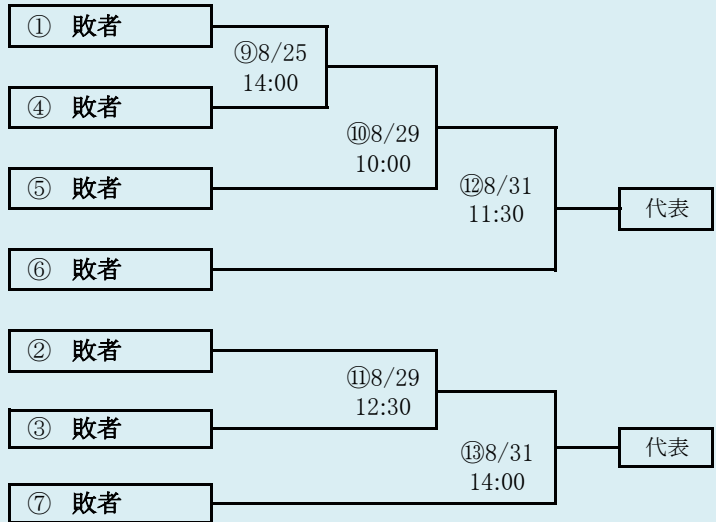 ① 敗者
⑨8/25
14:00
④ 敗者
⑩8/29
10:00
⑤ 敗者
⑫8/31
11:30
代表
⑥ 敗者
② 敗者
⑪8/29
12:30
③ 敗者
⑬8/31
14:00
代表
⑦ 敗者